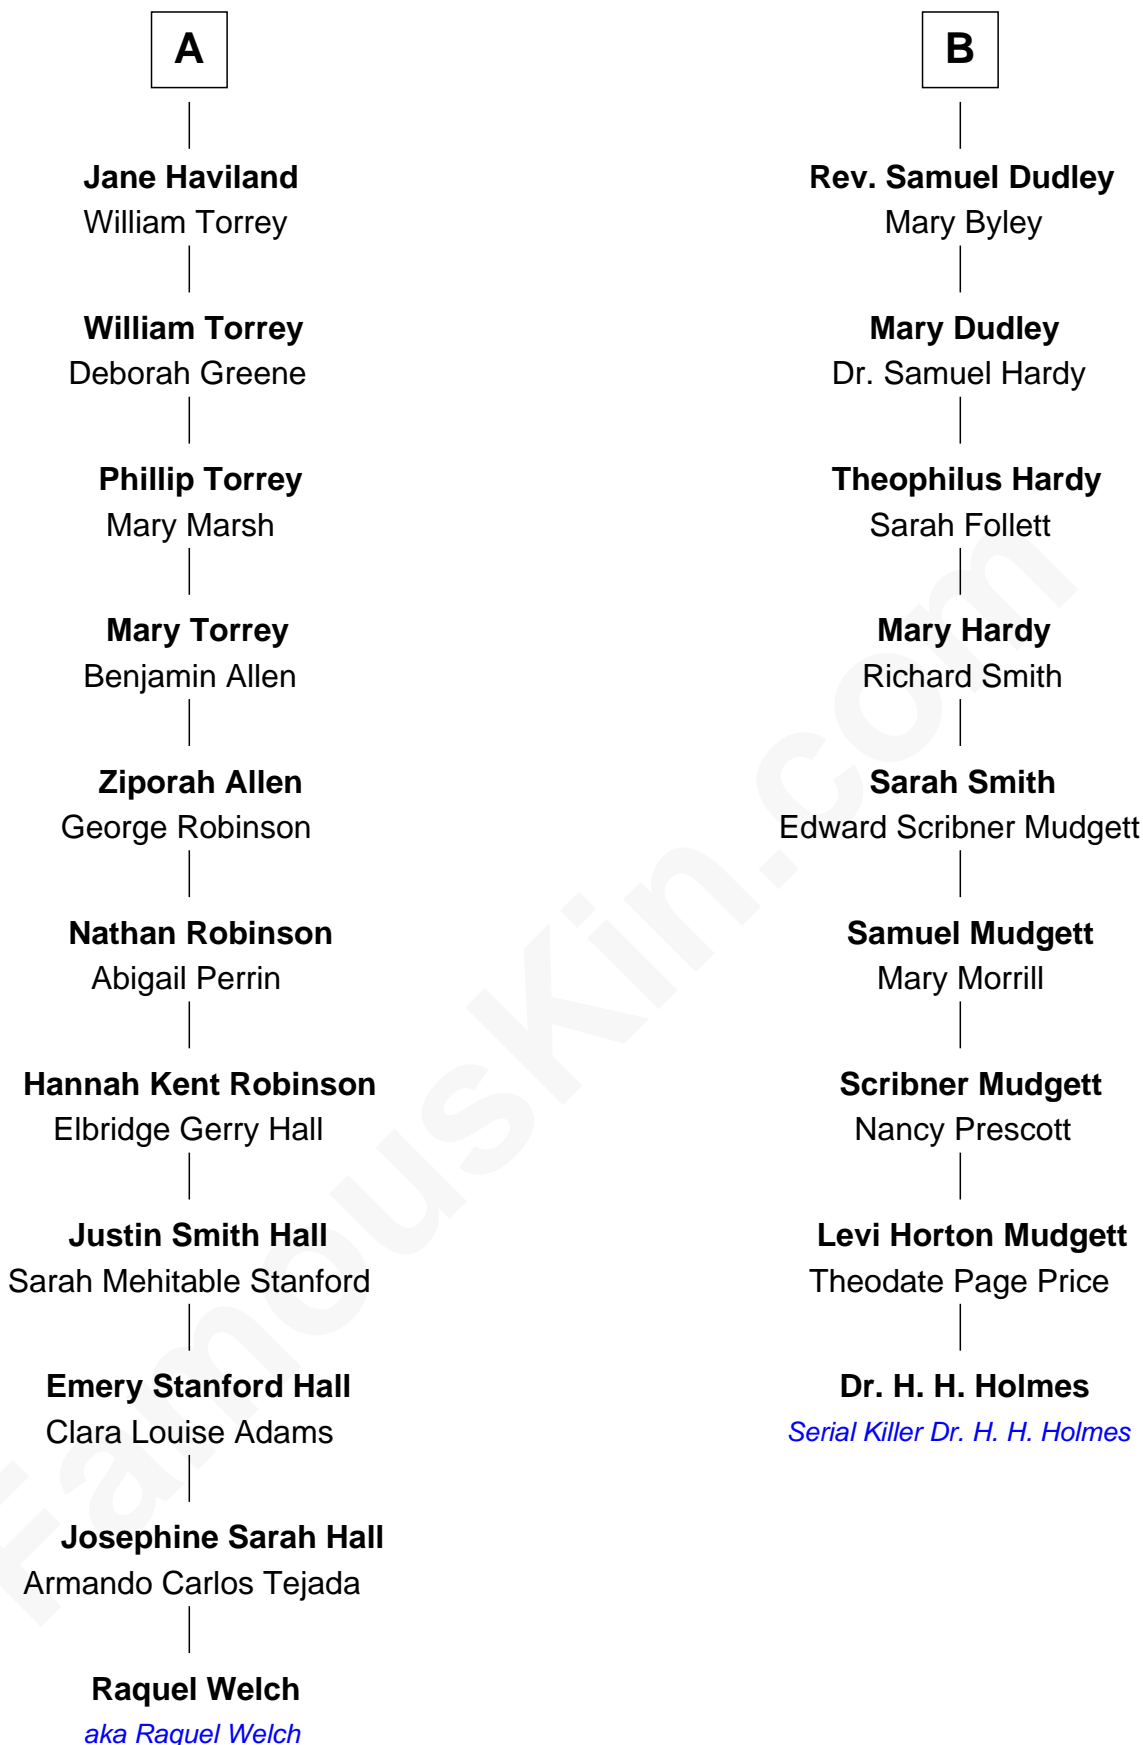 A
Jane Haviland
William Torrey
William Torrey
Deborah Greene
Phillip Torrey
Mary Marsh
Mary Torrey
Benjamin Allen
Ziporah Allen
George Robinson
Nathan Robinson
Abigail Perrin
Hannah Kent Robinson
Elbridge Gerry Hall
Justin Smith Hall
Sarah Mehitable Stanford
Emery Stanford Hall
Clara Louise Adams
Josephine Sarah Hall
Armando Carlos Tejada
Raquel Welch
aka Raquel Welch
B
Rev. Samuel Dudley
Mary Byley
Mary Dudley
Dr. Samuel Hardy
Theophilus Hardy
Sarah Follett
Mary Hardy
Richard Smith
Sarah Smith
Edward Scribner Mudgett
Samuel Mudgett
Mary Morrill
Scribner Mudgett
Nancy Prescott
Levi Horton Mudgett
Theodate Page Price
Dr. H. H. Holmes
Serial Killer Dr. H. H. Holmes
FamousKin.com